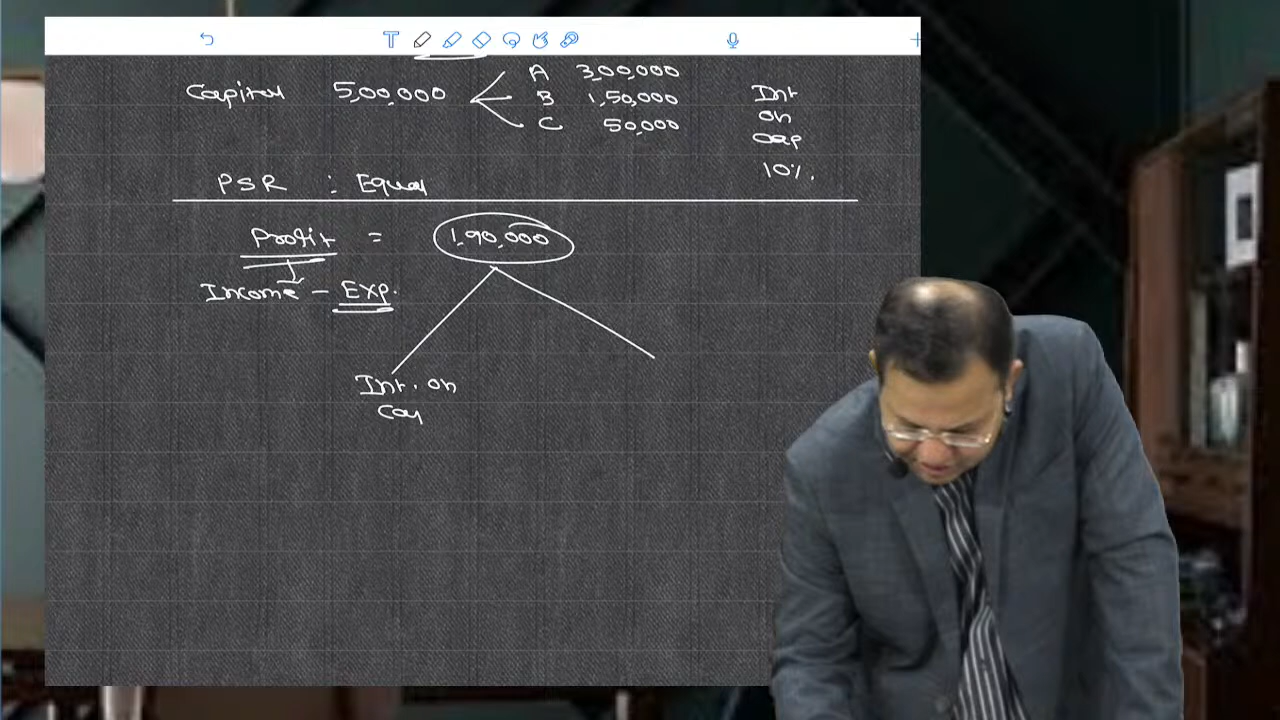 A 3,00,000
Capital 5,00,000 B 1,50,000 Int
C 50,000 on
cap
10%.
PSR : Equal
Profit = 1,90,000
Income - Exp.
Int. on
Cap